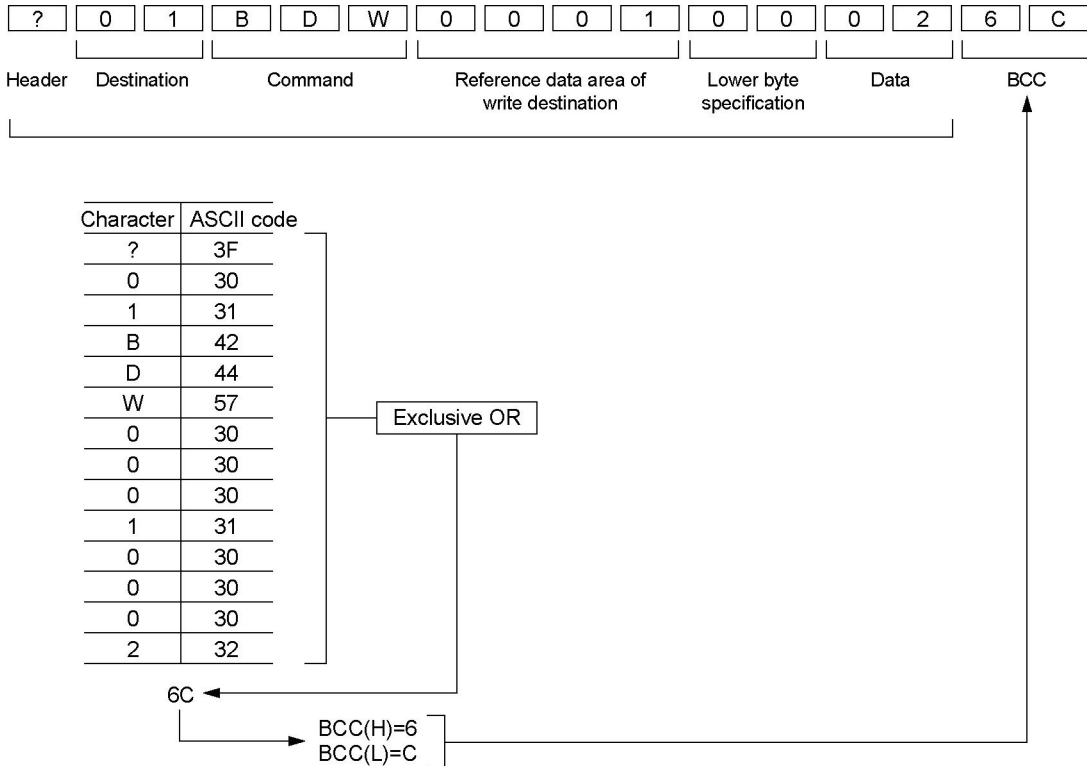 ? 0 1 B D W 0 0 0 1 0 0 0 2 6 C
Header Destination Command Reference data area of write destination Lower byte specification Data BCC
Character ASCII code
? 3F
0 30
1 31
B 42
D 44
W 57
0 30
0 30
0 30
1 31
0 30
0 30
0 30
2 32
Exclusive OR
6C
BCC(H)=6
BCC(L)=C